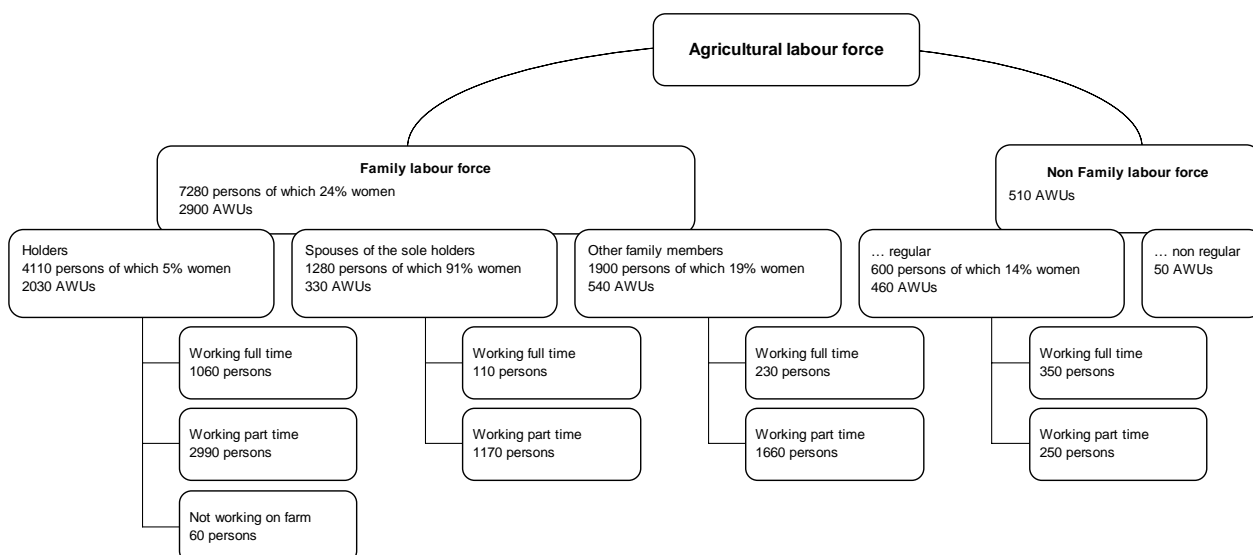 Agricultural labour force
Family labour force
7280 persons of which 24% women
2900 AWUs
Non Family labour force
510 AWUs
Holders
4110 persons of which 5% women
2030 AWUs
Spouses of the sole holders
1280 persons of which 91% women
330 AWUs
Other family members
1900 persons of which 19% women
540 AWUs
… regular
600 persons of which 14% women
460 AWUs
… non regular
50 AWUs
Working full time
1060 persons
Working full time
110 persons
Working full time
230 persons
Working full time
350 persons
Working part time
2990 persons
Working part time
1170 persons
Working part time
1660 persons
Working part time
250 persons
Not working on farm
60 persons